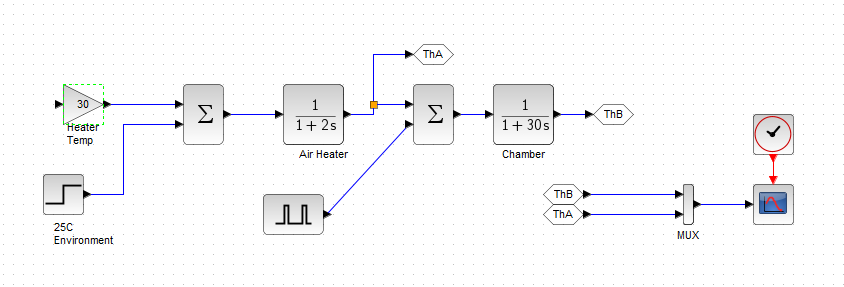 ThA
30
Heater
Temp
Σ
1
1 + 2s
Air Heater
Σ
1
1 + 30s
Chamber
ThB
25C
Environment
ThB
ThA
MUX